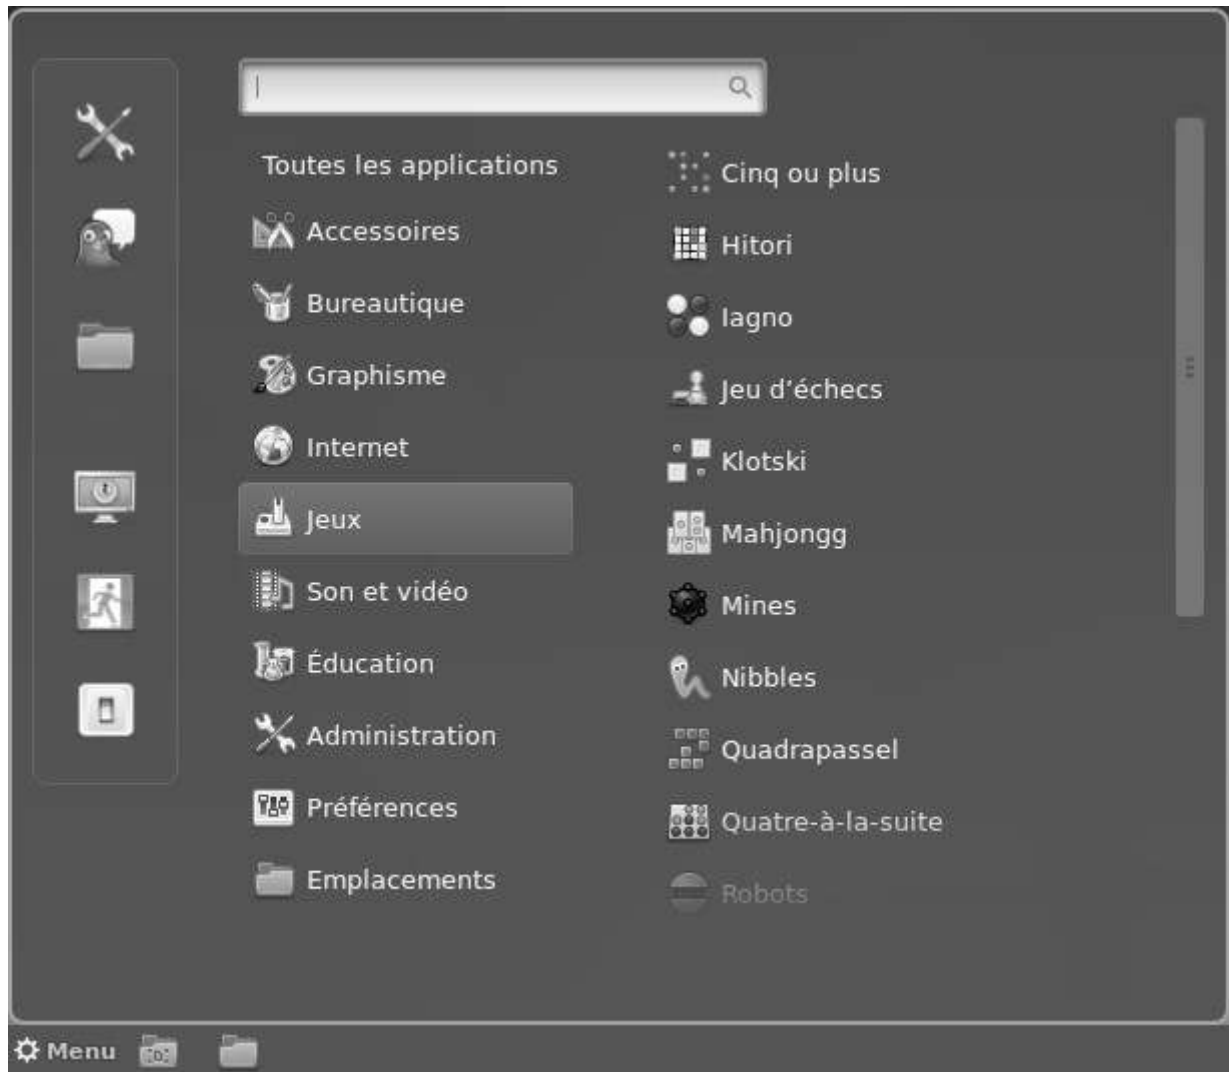 Toutes les applications
Accessoires
Bureautique
Graphisme
Internet
Jeux
Son et vidéo
Éducation
Administration
Préférences
Emplacements
Cinq ou plus
Hitori
Iagno
Jeu d’échecs
Klotski
Mahjongg
Mines
Nibbles
Quadrapassel
Quatre-à-la-suite
Robots
Menu